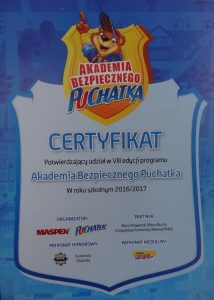 AKADEMIA
BEZPIECZNEGO
PUCHATKA
CERTYFIKAT
Potwierdzający udział w VIII edycji programu
Akademia Bezpiecznego Puchatka
W roku szkolnym 2016/2017
ORGANIZATOR:
PARTNER:
MASPEX PUCHATEK
PATRONAT HONOROWY:
PATRONAT MEDIALNY: